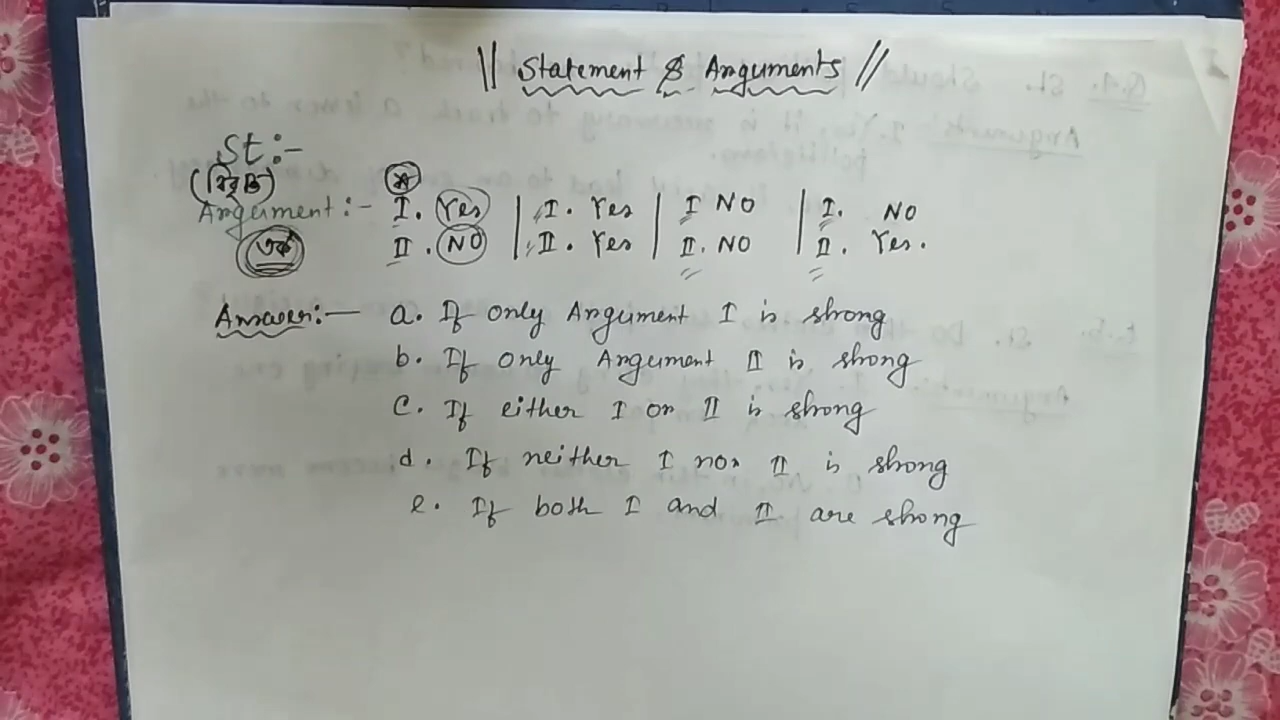 || Statement & Arguments //
St:-
(বিবৃতি)
Argument:- I. Yes | I. Yes | I NO | I. NO
(তর্ক) II. NO | II. Yes | II. NO | II. Yes.
Answer:— a. If only Argument I is strong
b. If only Argument II is strong
c. If either I or II is strong
d. If neither I nor II is strong
e. If both I and II are strong